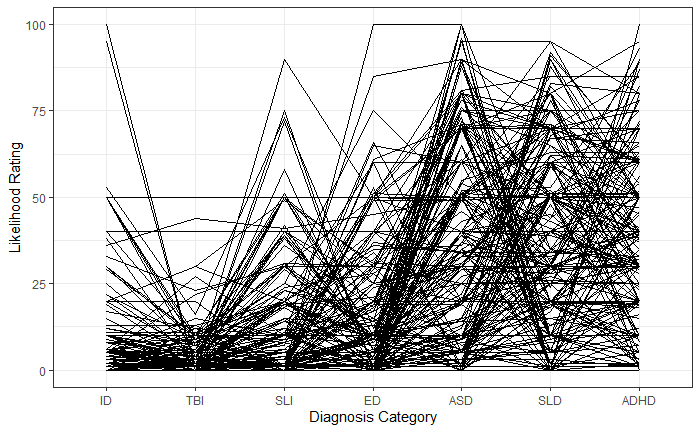 Likelihood Rating
100
75
50
25
0
ID TBI SLI ED ASD SLD ADHD
Diagnosis Category